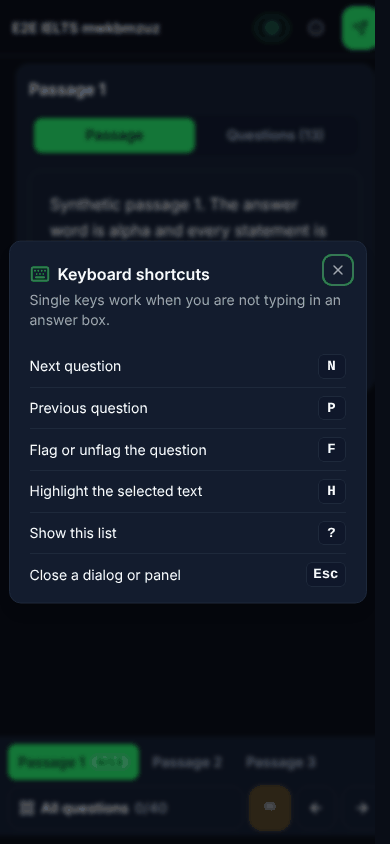 E2E IELTS mwkbmzuz
Passage 1
Passage
Questions (13)
Synthetic passage 1. The answer
word is alpha and every statement is
Keyboard shortcuts
Single keys work when you are not typing in an
answer box.
Next question N
Previous question P
Flag or unflag the question F
Highlight the selected text H
Show this list ?
Close a dialog or panel Esc
Passage 1
Passage 2
Passage 3
All questions 0/40